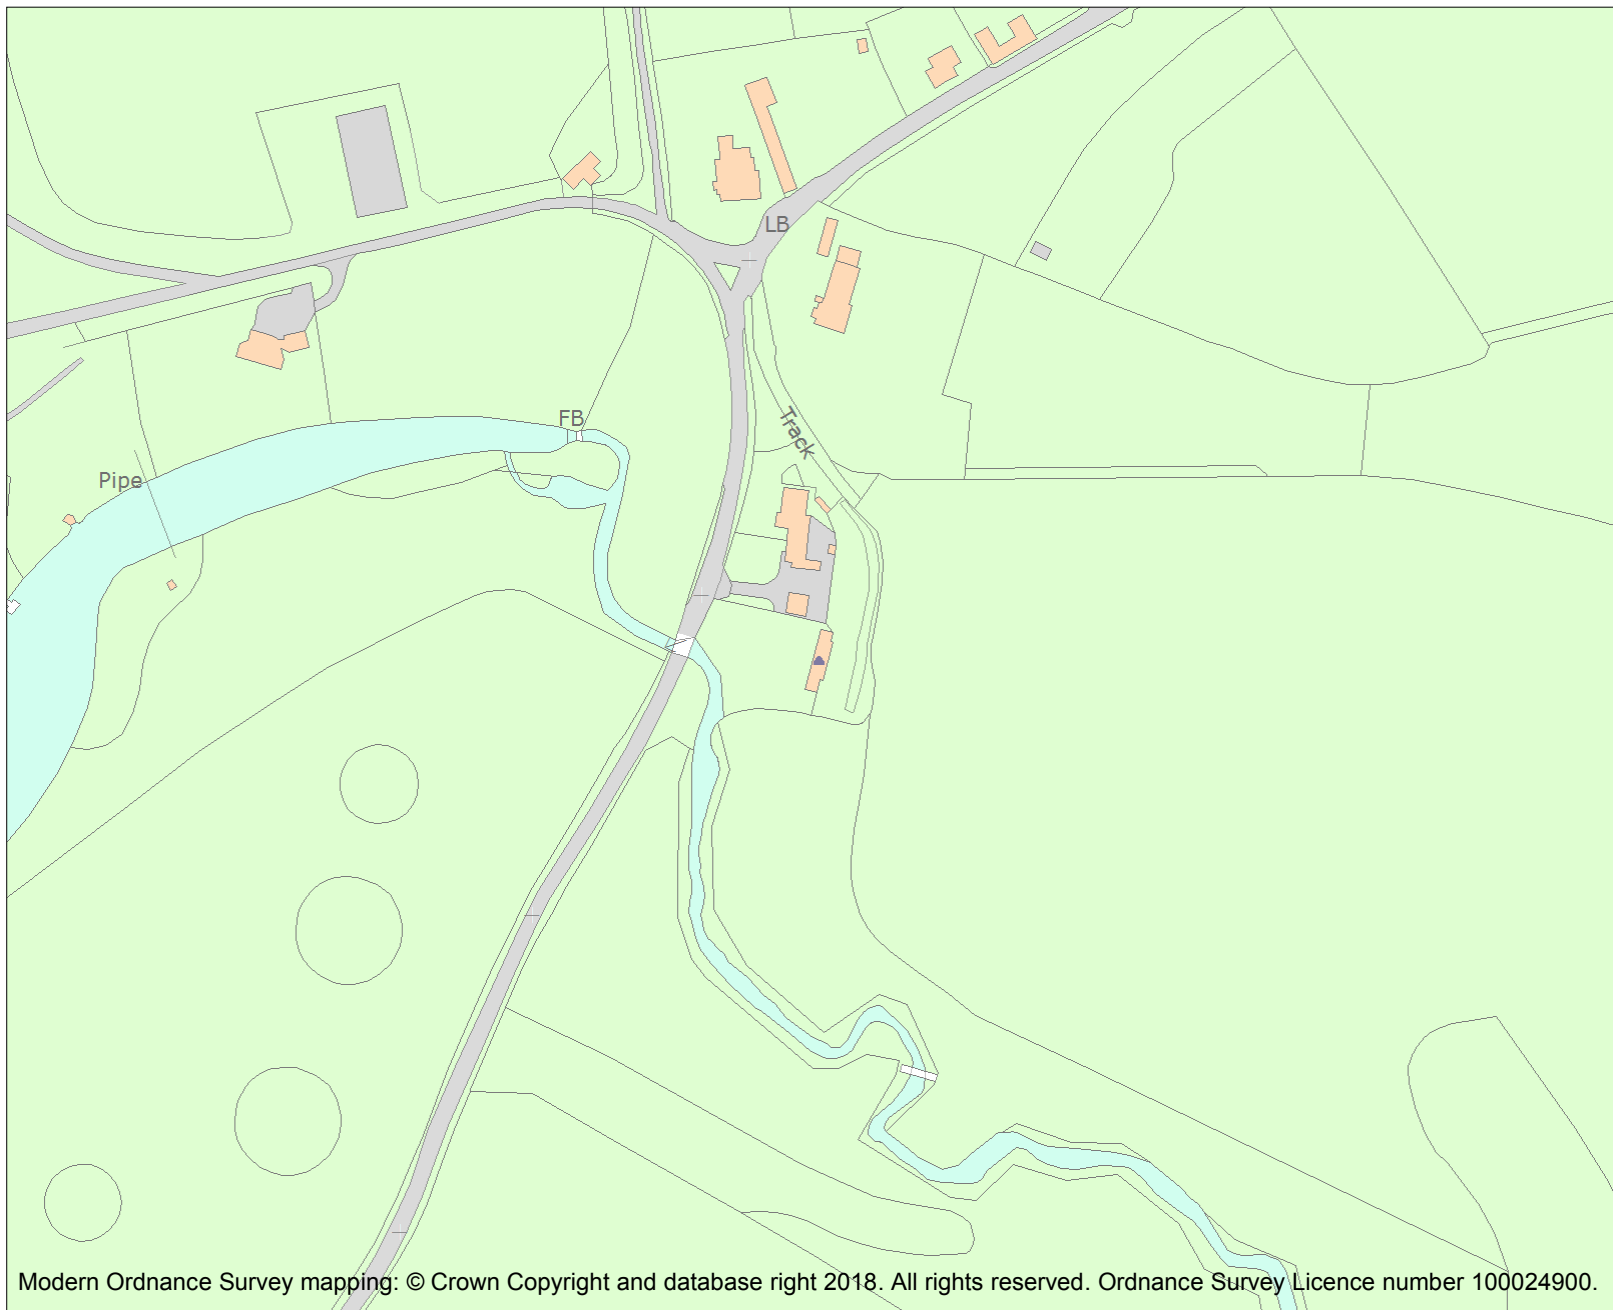 LB
FB
Track
Pipe
Modern Ordnance Survey mapping: © Crown Copyright and database right 2018. All rights reserved. Ordnance Survey Licence number 100024900.